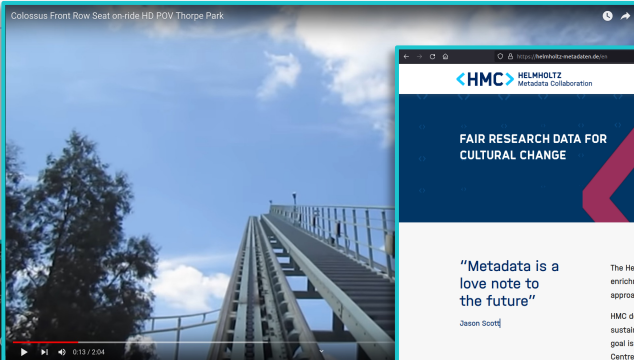 Colossus Front Row Seat on-ride HD POV Thorpe Park
0:13 / 2:04
https://helmholtz-metadaten.de/en
<HMC> HELMHOLTZ
Metadata Collaboration
FAIR RESEARCH DATA FOR
CULTURAL CHANGE
"Metadata is a
love note to
the future"
Jason Scott
The He
enrichn
approa
HMC d
sustain
goal is
Centre